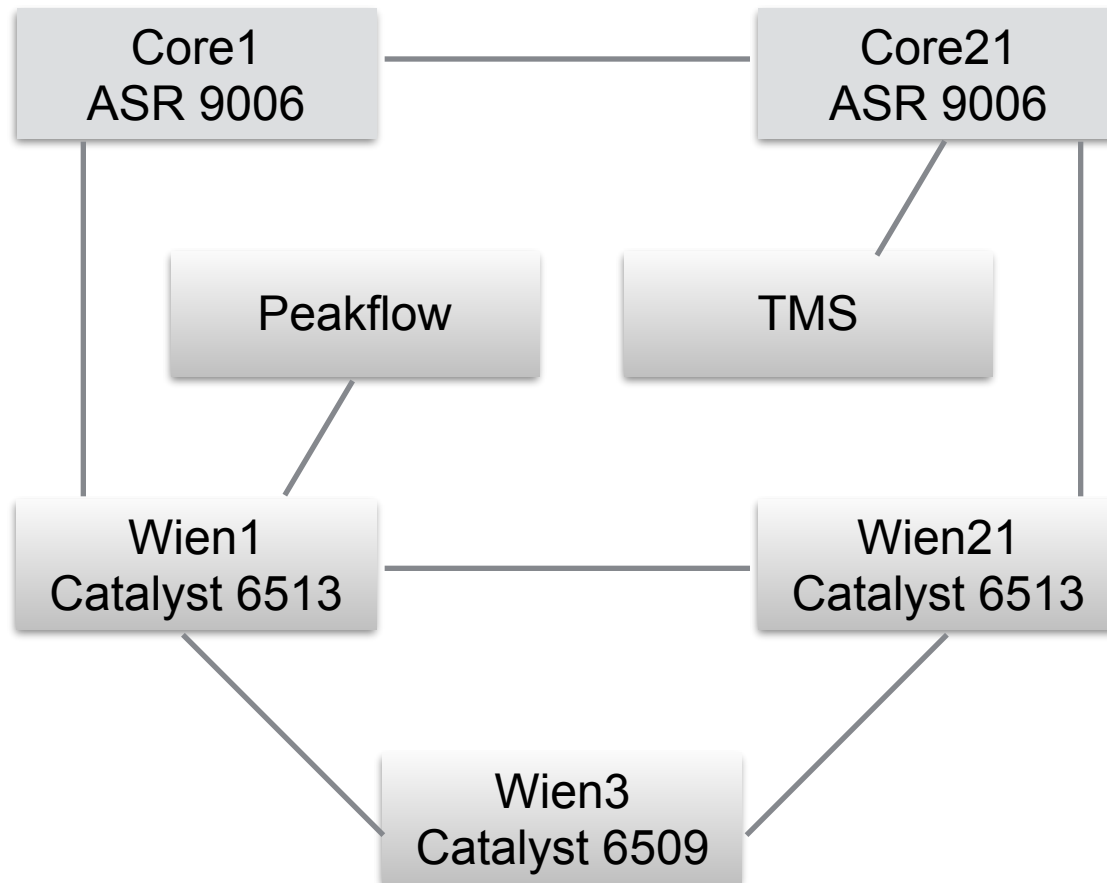 Core1
ASR 9006
Core21
ASR 9006
Peakflow
TMS
Wien1
Catalyst 6513
Wien21
Catalyst 6513
Wien3
Catalyst 6509